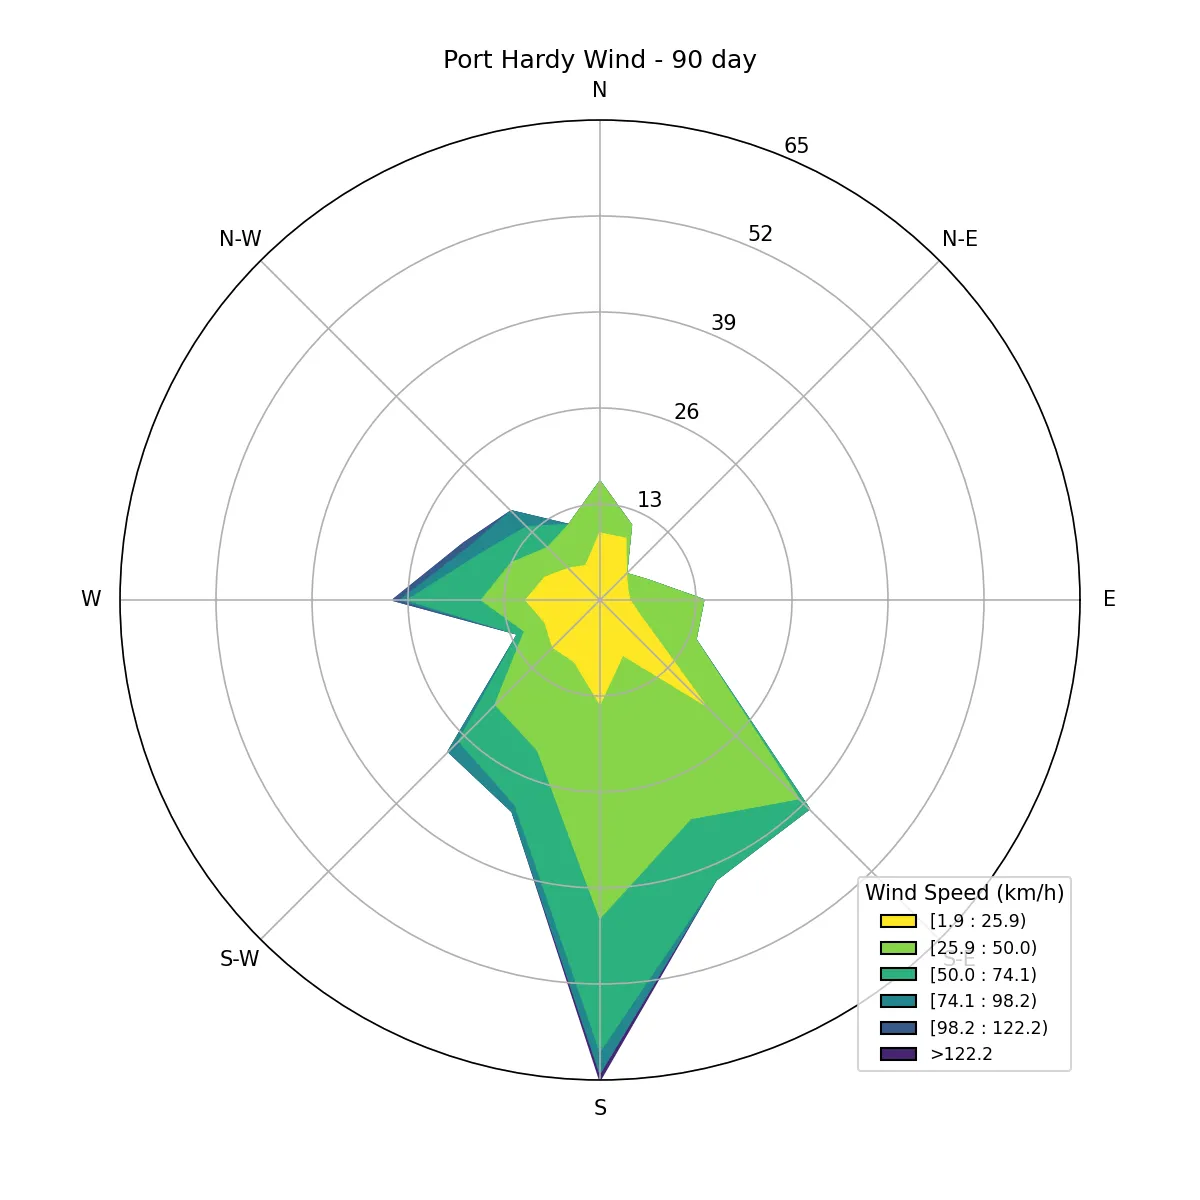 Port Hardy Wind - 90 day
N
65
N-W
52
N-E
39
26
13
W
E
S-W
S-E
S
Wind Speed (km/h)
[1.9 : 25.9)
[25.9 : 50.0)
[50.0 : 74.1)
[74.1 : 98.2)
[98.2 : 122.2)
>122.2